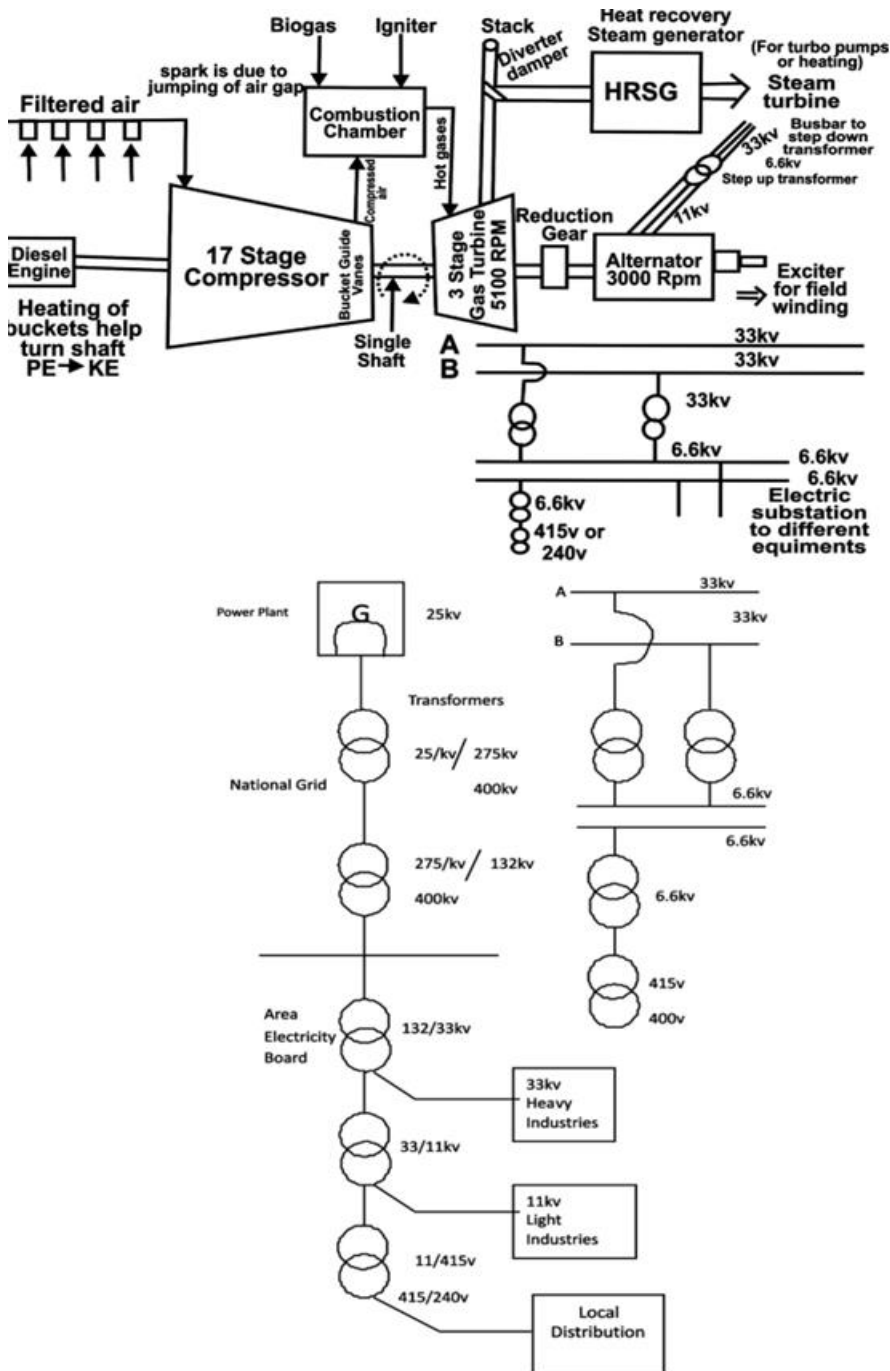 Biogas
Igniter
Stack
Diverter
damper
Heat recovery
Steam generator
(For turbo pumps
or heating)
Steam
turbine
HRSG
spark is due to
jumping of air gap
Filtered air
Combustion
Chamber
Hot gases
Compressed
air
Busbar to
step down
transformer
33kv
6.6kv
Step up transformer
11kv
Diesel
Engine
17 Stage
Compressor
Bucket Guide
Vanes
3 Stage
Gas Turbine
5100 RPM
Reduction
Gear
Alternator
3000 Rpm
Exciter
for field
winding
Heating of
buckets help
turn shaft
PE → KE
Single
Shaft
A
33kv
B
33kv
33kv
6.6kv
6.6kv
6.6kv
6.6kv
415v or
240v
Electric
substation
to different
equiments
Power Plant
G
25kv
Transformers
25/kv/ 275kv
400kv
National Grid
275/kv/ 132kv
400kv
Area
Electricity
Board
132/33kv
33kv
Heavy
Industries
33/11kv
11kv
Light
Industries
11/415v
415/240v
Local
Distribution
A
33kv
33kv
B
6.6kv
6.6kv
6.6kv
415v
400v